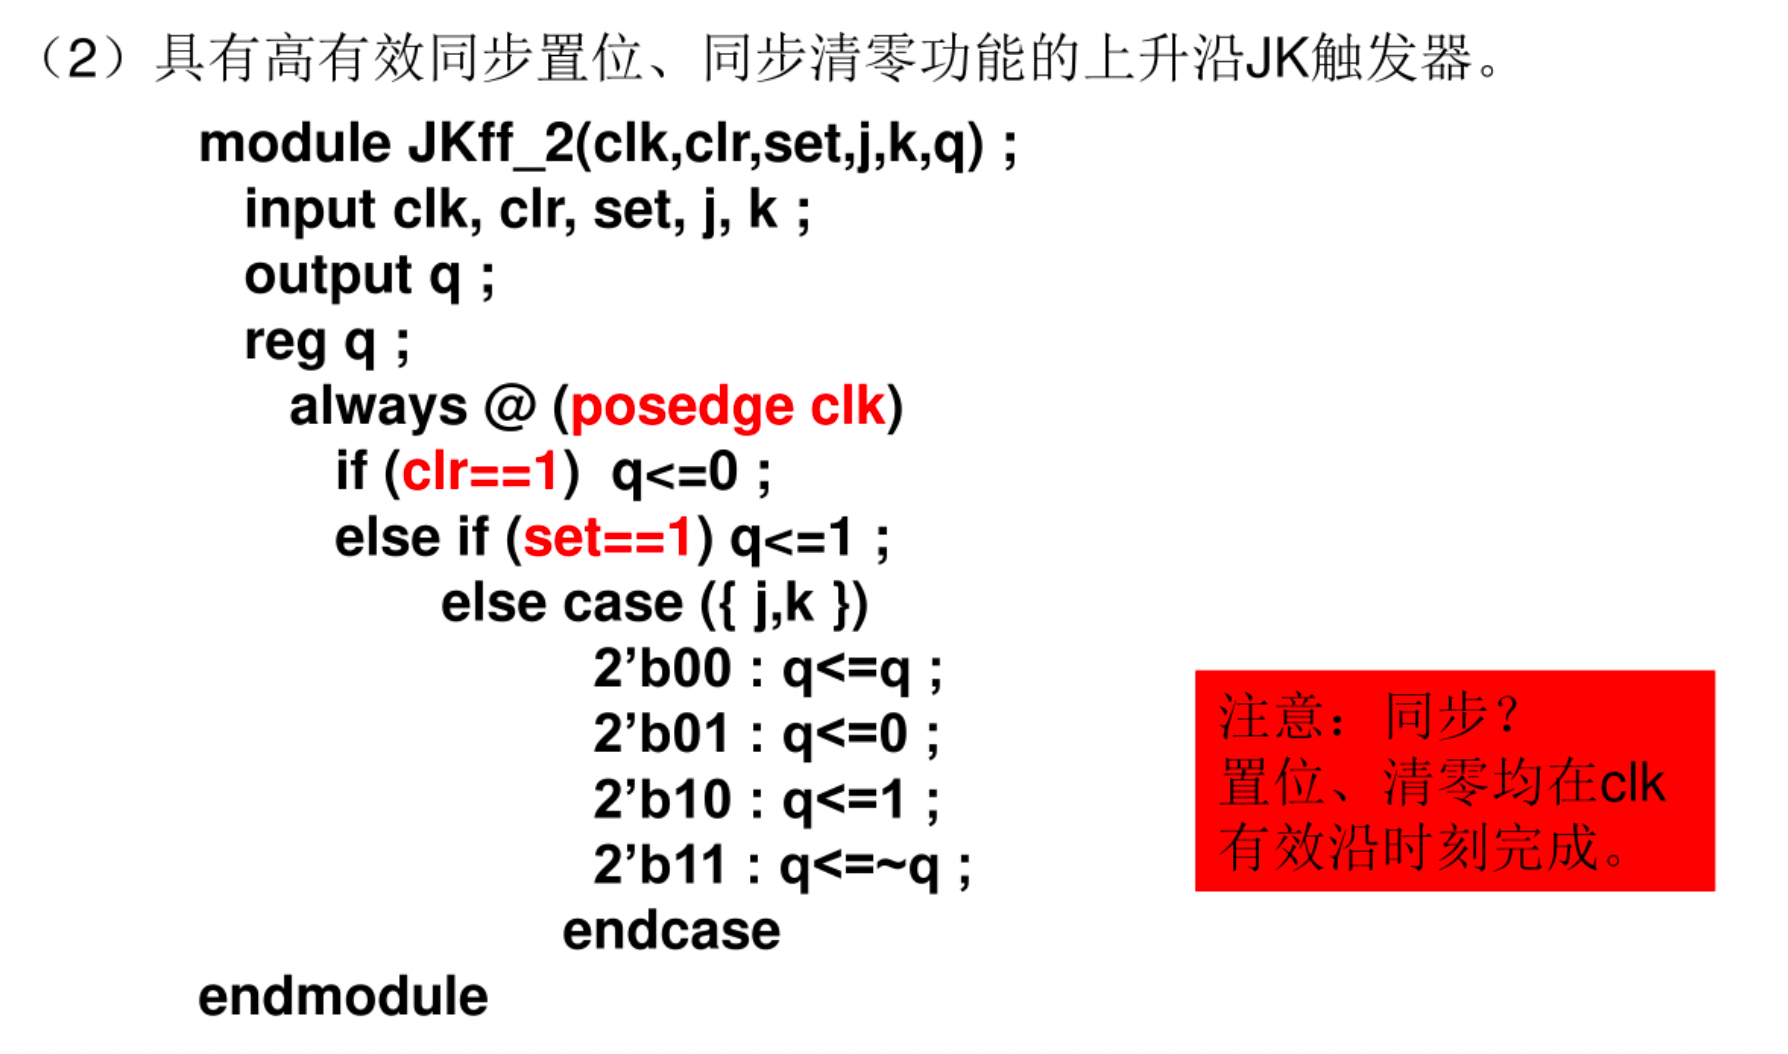 （2）具有高有效同步置位、同步清零功能的上升沿JK触发器。
module JKff_2(clk,clr,set,j,k,q) ;
input clk, clr, set, j, k ;
output q ;
reg q ;
always @ (posedge clk)
if (clr==1) q<=0 ;
else if (set==1) q<=1 ;
else case ({ j,k })
2’b00 : q<=q ;
2’b01 : q<=0 ;
2’b10 : q<=1 ;
2’b11 : q<=~q ;
endcase
endmodule
注意：同步？
置位、清零均在clk
有效沿时刻完成。